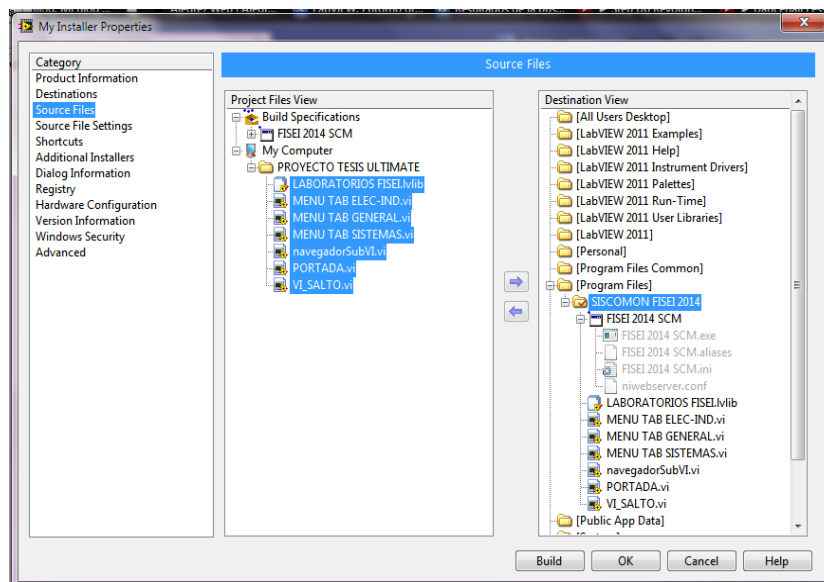 My Installer Properties
Category
Product Information
Destinations
Source Files
Source File Settings
Shortcuts
Additional Installers
Dialog Information
Registry
Hardware Configuration
Version Information
Windows Security
Advanced
Source Files
Project Files View
Build Specifications
FISEI 2014 SCM
My Computer
PROYECTO TESIS ULTIMATE
LABORATORIOS FISEI.lvlib
MENU TAB ELEC-IND.vi
MENU TAB GENERAL.vi
MENU TAB SISTEMAS.vi
navegadorSubVI.vi
PORTADA.vi
VI_SALTO.vi
Destination View
[All Users Desktop]
[LabVIEW 2011 Examples]
[LabVIEW 2011 Help]
[LabVIEW 2011 Instrument Drivers]
[LabVIEW 2011 Palettes]
[LabVIEW 2011 Run-Time]
[LabVIEW 2011 User Libraries]
[LabVIEW 2011]
[Personal]
[Program Files Common]
[Program Files]
SISCOMON FISEI 2014
FISEI 2014 SCM
FISEI 2014 SCM.exe
FISEI 2014 SCM.aliases
FISEI 2014 SCM.ini
niwebserver.conf
LABORATORIOS FISEI.lvlib
MENU TAB ELEC-IND.vi
MENU TAB GENERAL.vi
MENU TAB SISTEMAS.vi
navegadorSubVI.vi
PORTADA.vi
VI_SALTO.vi
[Public App Data]
Build
OK
Cancel
Help